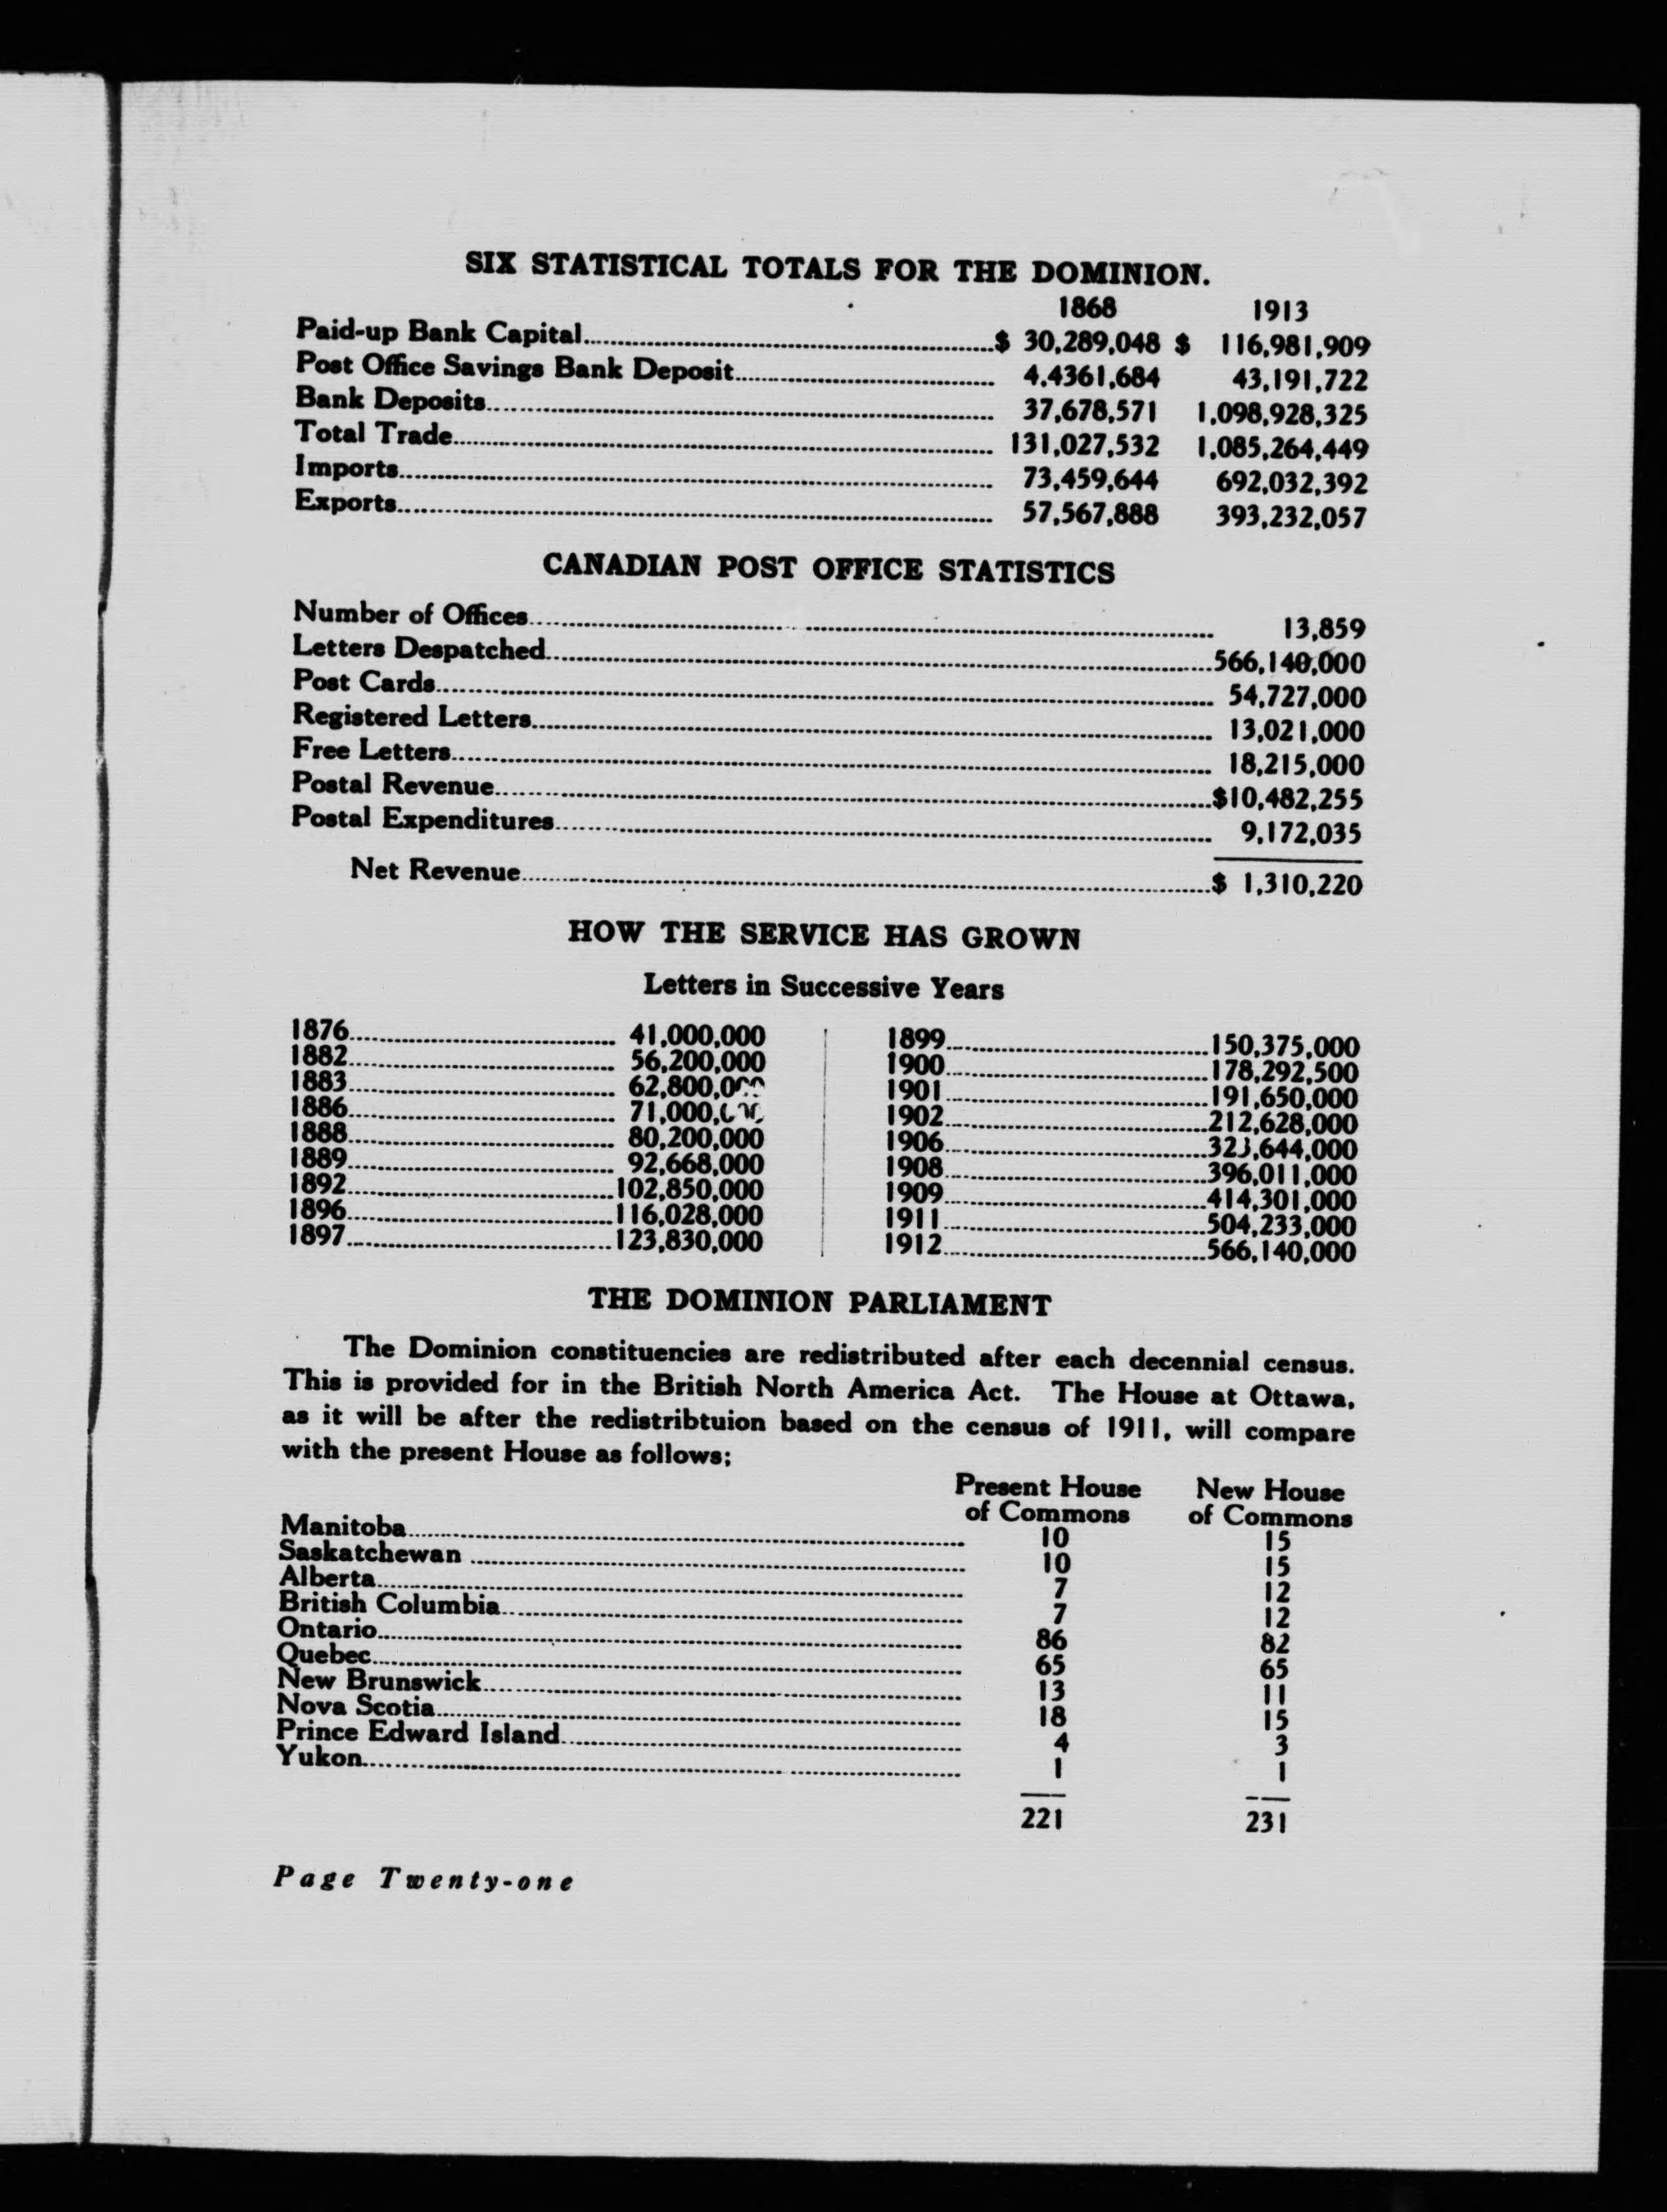 SIX STATISTICAL TOTALS FOR THE DOMINION.
1868 1913
Paid-up Bank Capital $ 30,289,048 $ 116,981,909
Post Office Savings Bank Deposit 4.4361,684 43,191,722
Bank Deposits 37,678,571 1,098,928,325
Total Trade 131,027,532 1,085,264,449
Imports 73,459,644 692,032,392
Exports 57,567,888 393,232,057
CANADIAN POST OFFICE STATISTICS
Number of Offices 13,859
Letters Despatched 566,140,000
Post Cards 54,727,000
Registered Letters 13,021,000
Free Letters 18,215,000
Postal Revenue $10,482,255
Postal Expenditures 9,172,035
Net Revenue $ 1,310,220
HOW THE SERVICE HAS GROWN
Letters in Successive Years
1876 41,000,000
1882 56,200,000
1883
1886
1888 80,200,000
1889 92,668,000
1892 102,850,000
1896 116,028,000
1897 123,830,000
1899 150,375,000
1900 178,292,500
1901 191,650,000
1902 212,628,000
1906 323,644,000
1908 396,011,000
1909 414,301,000
1911 504,233,000
1912 566,140,000
THE DOMINION PARLIAMENT
The Dominion constituencies are redistributed after each decennial census.
This is provided for in the British North America Act. The House at Ottawa,
as it will be after the redistribtuion based on the census of 1911, will compare
with the present House as follows;
Present House New House
of Commons of Commons
Manitoba 10 15
Saskatchewan 10 15
Alberta 7 12
British Columbia 7 12
Ontario 86 82
Quebec 65 65
New Brunswick 13 11
Nova Scotia 18 15
Prince Edward Island 4 3
Yukon 1 1
221 231
Page Twenty-one